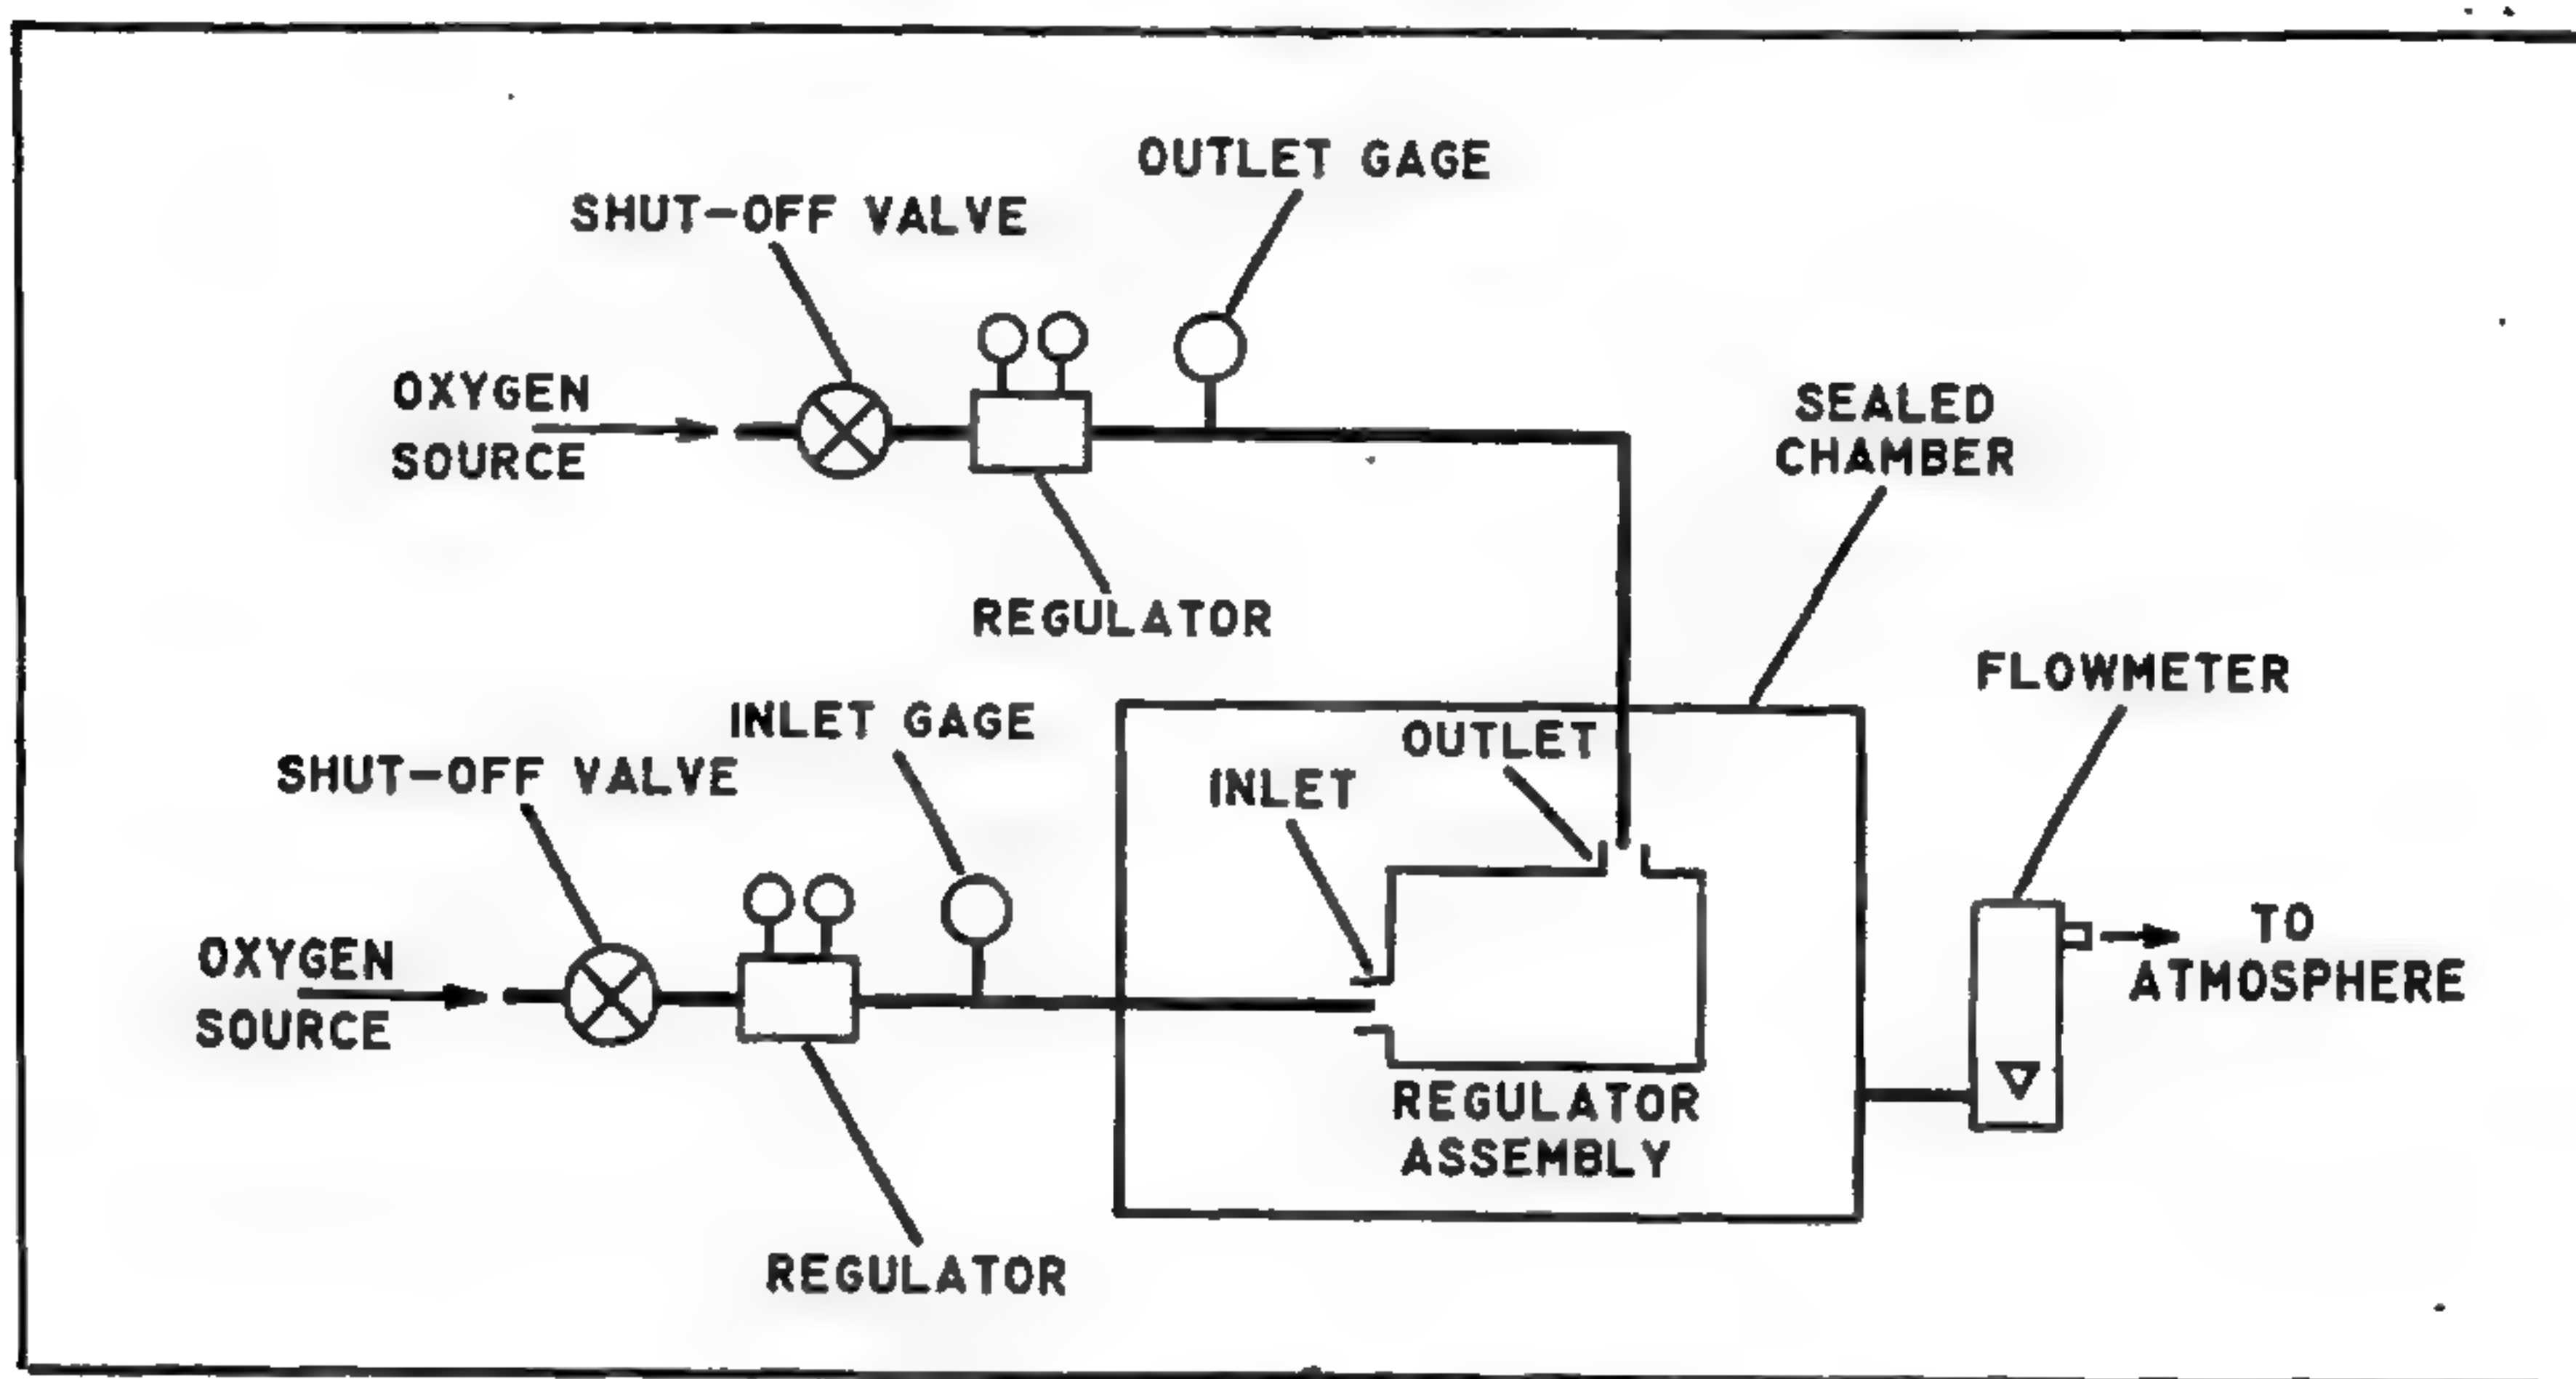 OUTLET GAGE
SHUT-OFF VALVE
OXYGEN
SOURCE
SEALED
CHAMBER
REGULATOR
FLOWMETER
INLET GAGE
OUTLET
SHUT-OFF VALVE
INLET
OXYGEN
SOURCE
TO
ATMOSPHERE
REGULATOR
ASSEMBLY
REGULATOR